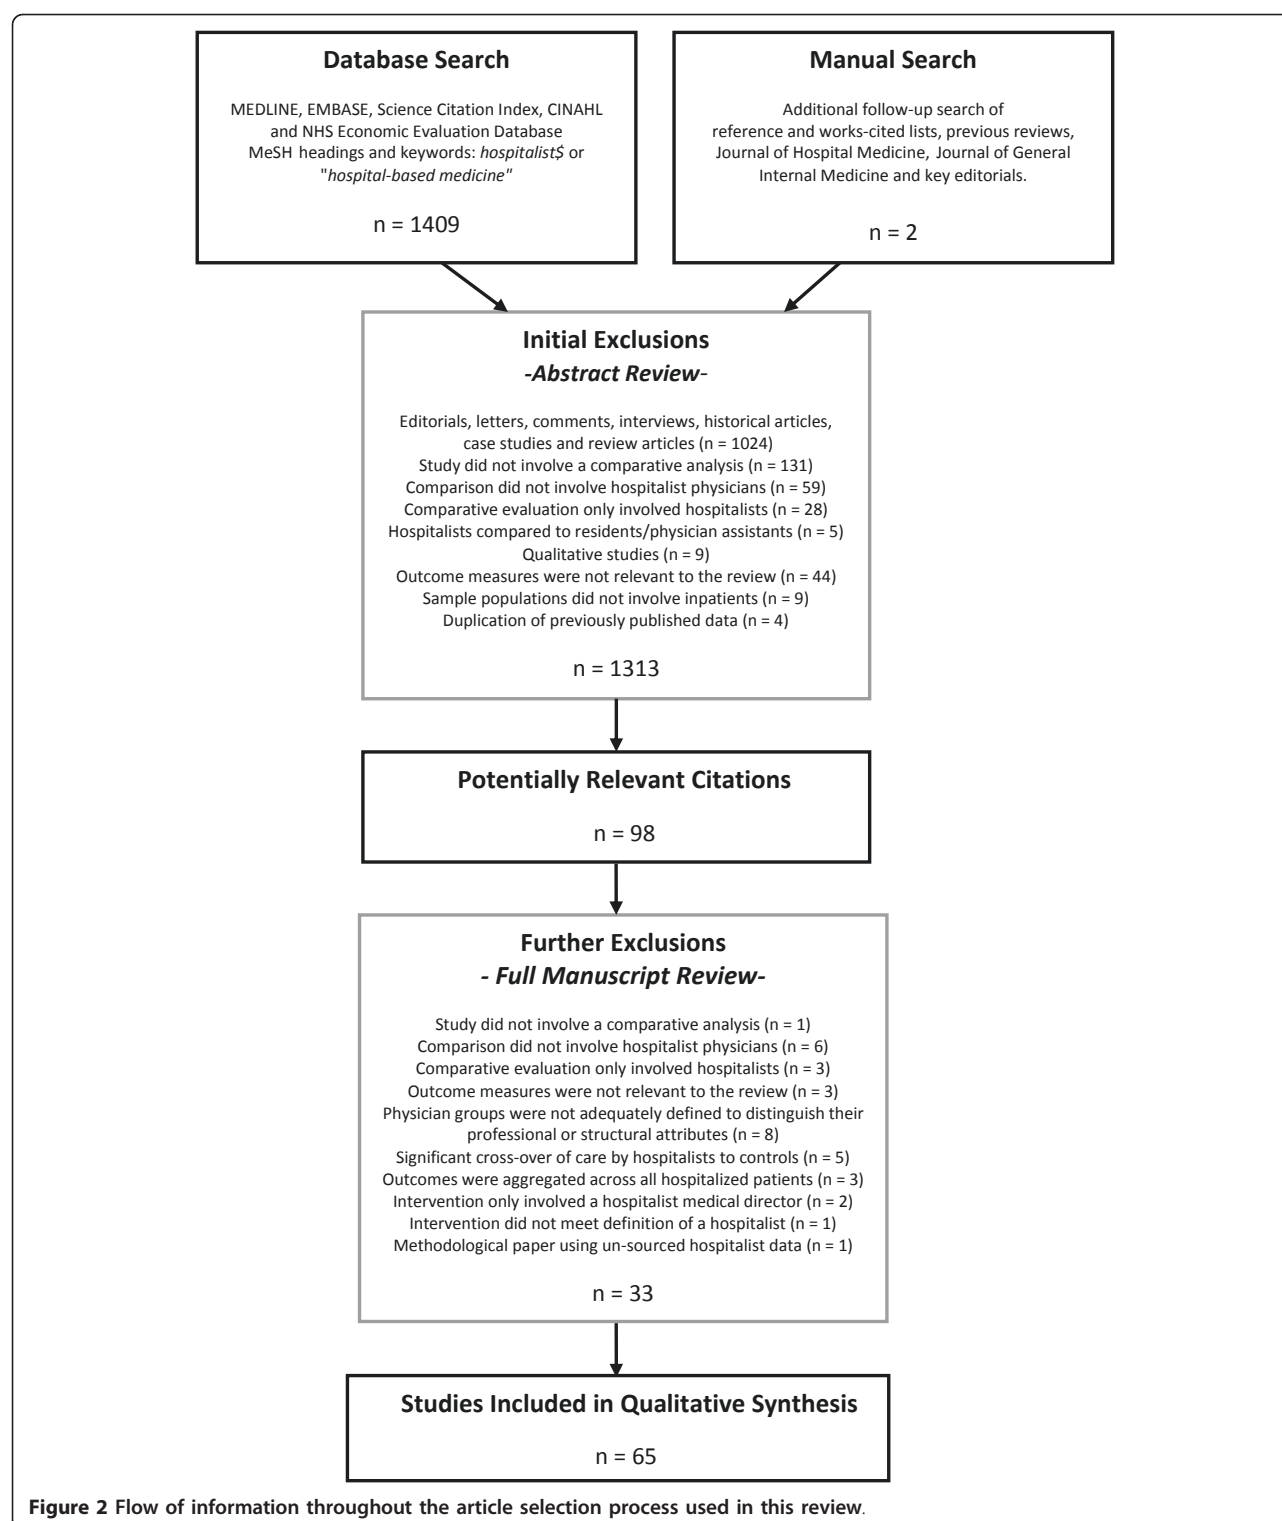 Database Search
MEDLINE, EMBASE, Science Citation Index, CINAHL
and NHS Economic Evaluation Database
MeSH headings and keywords: hospitalist$ or
"hospital-based medicine"
n = 1409
Manual Search
Additional follow-up search of
reference and works-cited lists, previous reviews,
Journal of Hospital Medicine, Journal of General
Internal Medicine and key editorials.
n = 2
Initial Exclusions
-Abstract Review-
Editorials, letters, comments, interviews, historical articles,
case studies and review articles (n = 1024)
Study did not involve a comparative analysis (n = 131)
Comparison did not involve hospitalist physicians (n = 59)
Comparative evaluation only involved hospitalists (n = 28)
Hospitalists compared to residents/physician assistants (n = 5)
Qualitative studies (n = 9)
Outcome measures were not relevant to the review (n = 44)
Sample populations did not involve inpatients (n = 9)
Duplication of previously published data (n = 4)
n = 1313
Potentially Relevant Citations
n = 98
Further Exclusions
- Full Manuscript Review-
Study did not involve a comparative analysis (n = 1)
Comparison did not involve hospitalist physicians (n = 6)
Comparative evaluation only involved hospitalists (n = 3)
Outcome measures were not relevant to the review (n = 3)
Physician groups were not adequately defined to distinguish their
professional or structural attributes (n = 8)
Significant cross-over of care by hospitalists to controls (n = 5)
Outcomes were aggregated across all hospitalized patients (n = 3)
Intervention only involved a hospitalist medical director (n = 2)
Intervention did not meet definition of a hospitalist (n = 1)
Methodological paper using un-sourced hospitalist data (n = 1)
n = 33
Studies Included in Qualitative Synthesis
n = 65
Figure 2 Flow of information throughout the article selection process used in this review.